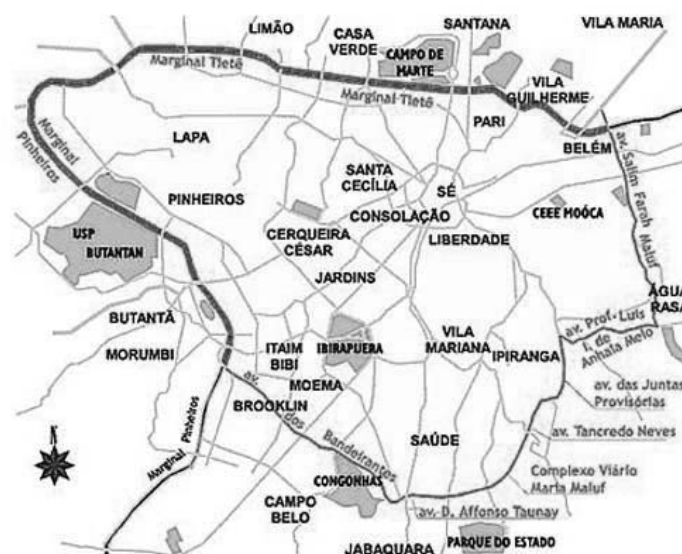 LIMÃO
CASA
VERDE
SANTANA
VILA MARIA
CAMPO DE
MARTE
Marginal Tietê
Marginal Tietê
VILA
GUILHERME
PARI
BELÉM
Marginal
Pinheiros
LAPA
SANTA
CECÍLIA
SÉ
av. Salim Farah Maluf
PINHEIROS
CONSOLAÇÃO
CEEE MOÓCA
USP
BUTANTAN
CERQUEIRA
CÉSAR
LIBERDADE
JARDINS
ÁGUA
RASA
BUTANTÃ
MORUMBI
ITAIM
BIBI
IBIRAPUERA
VILA
MARIANA
IPIRANGA
av. Prof. Luis
I. de
Anhaia Melo
MOEMA
av. das Juntas
Provisórias
BROOKLIN
av. dos Bandeirantes
SAÚDE
av. Tancredo Neves
N
Marginal Pinheiros
Complexo Viário
Maria Maluf
CONGONHAS
CAMPO
BELO
av. D. Affonso Taunay
JABAQUARA
PARQUE DO ESTADO